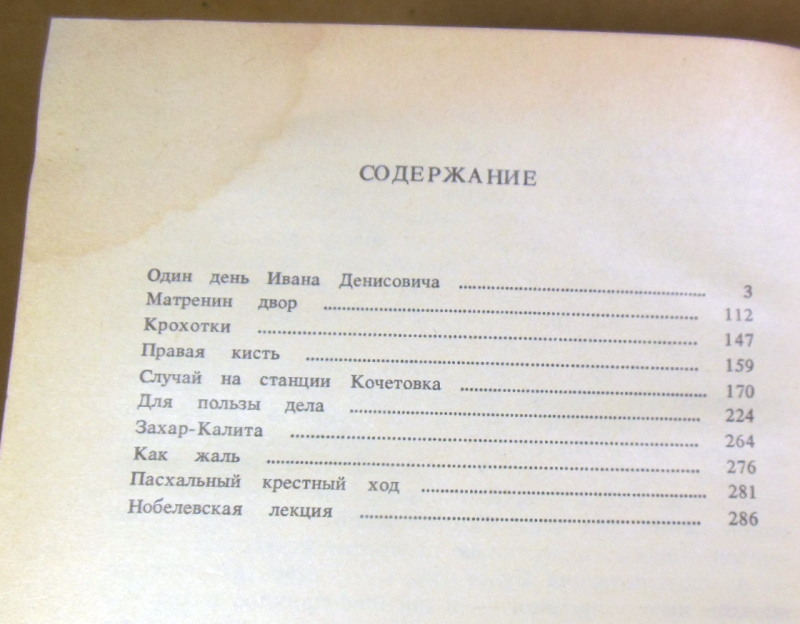 СОДЕРЖАНИЕ
Один день Ивана Денисовича 3
Матренин двор 112
Крохотки 147
Правая кисть 159
Случай на станции Кочетовка 170
Для пользы дела 224
Захар-Калита 264
Как жаль 276
Пасхальный крестный ход 281
Нобелевская лекция 286